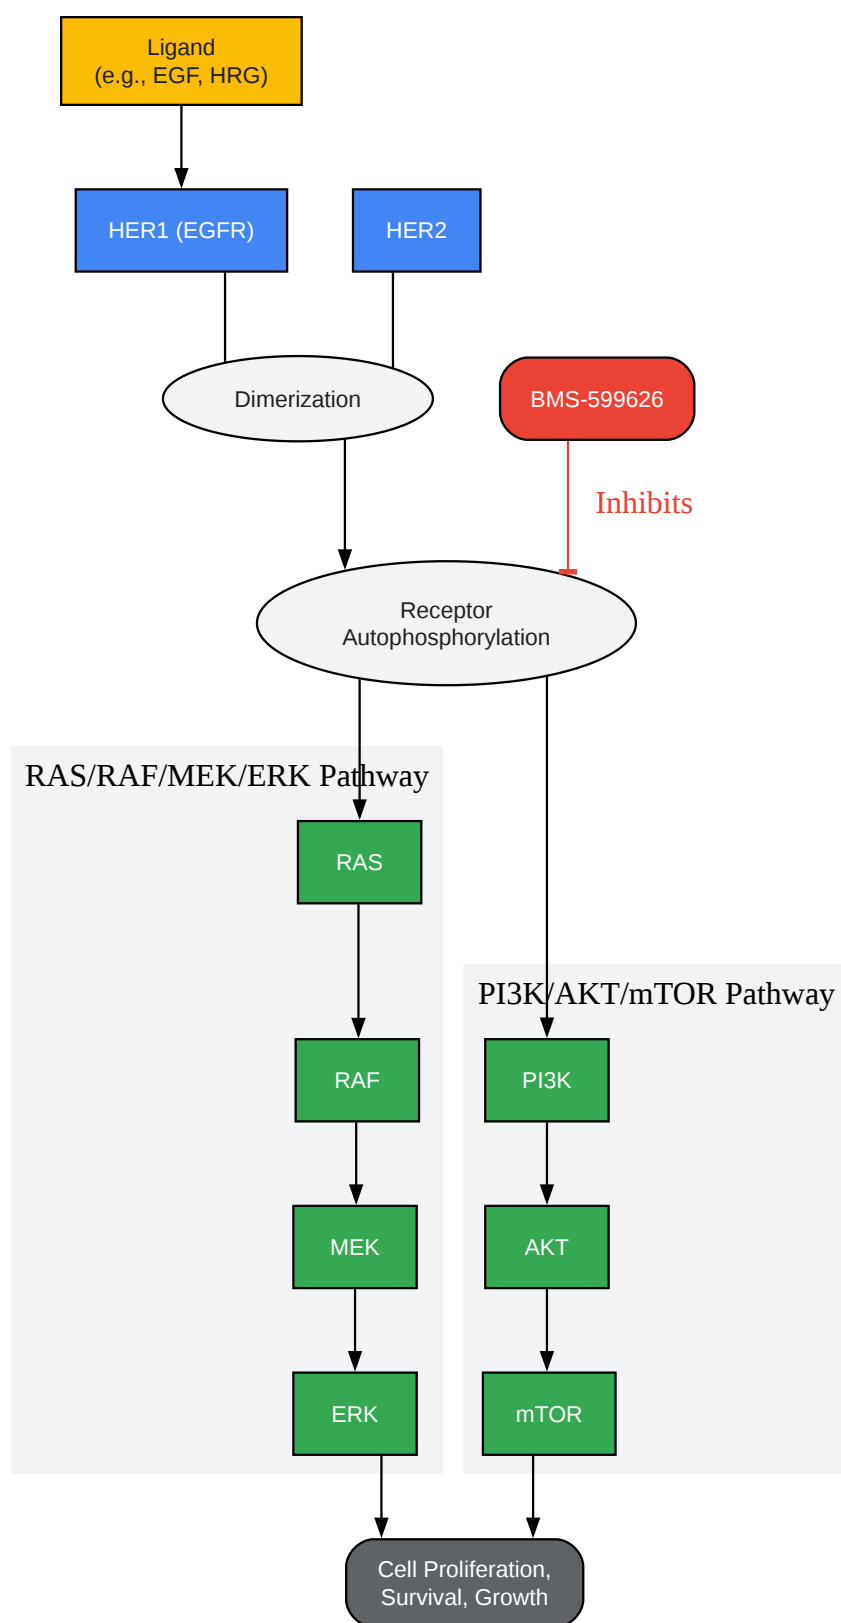 Ligand
(e.g., EGF, HRG)
HER1 (EGFR)
HER2
Dimerization
BMS-599626
Inhibits
Receptor
Autophosphorylation
RAS/RAF/MEK/ERK Pathway
RAS
PI3K/AKT/mTOR Pathway
RAF
PI3K
MEK
AKT
ERK
mTOR
Cell Proliferation,
Survival, Growth